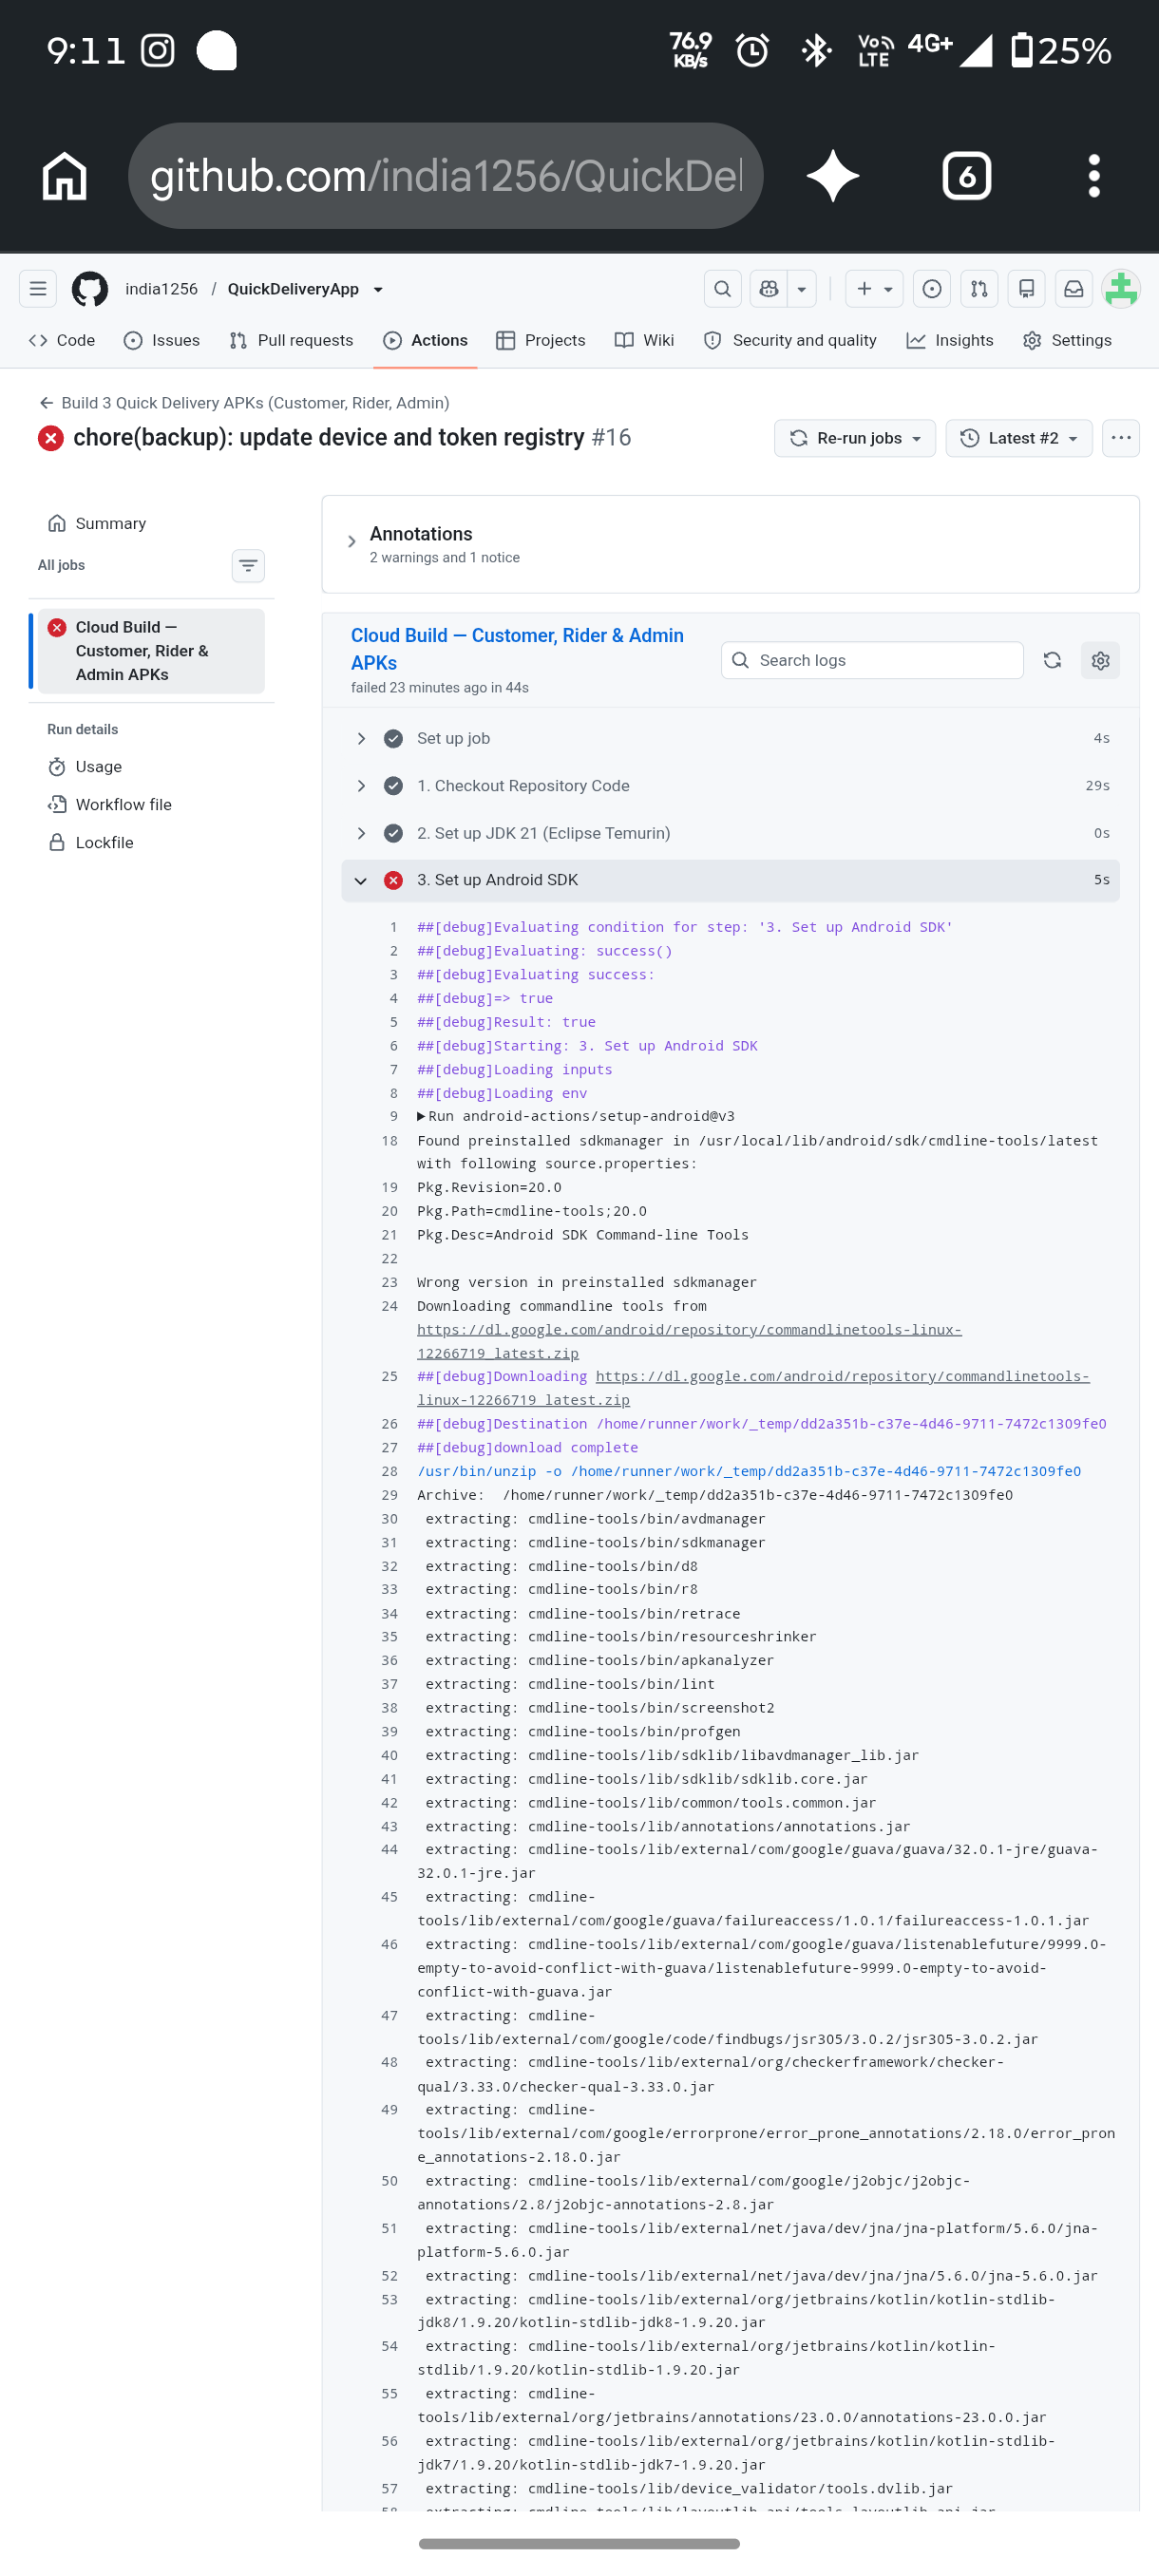 9:11
76.9
KB/s
Vo))
LTE
4G+
25%
github.com/india1256/QuickDel
6
india1256 / QuickDeliveryApp
Code
Issues
Pull requests
Actions
Projects
Wiki
Security and quality
Insights
Settings
Build 3 Quick Delivery APKs (Customer, Rider, Admin)
chore(backup): update device and token registry #16
Re-run jobs
Latest #2
Summary
All jobs
Cloud Build —
Customer, Rider &
Admin APKs
Run details
Usage
Workflow file
Lockfile
Annotations
2 warnings and 1 notice
Cloud Build — Customer, Rider & Admin
APKs
failed 23 minutes ago in 44s
Search logs
Set up job 4s
1. Checkout Repository Code 29s
2. Set up JDK 21 (Eclipse Temurin) 0s
3. Set up Android SDK 5s
1 ##[debug]Evaluating condition for step: '3. Set up Android SDK'
2 ##[debug]Evaluating: success()
3 ##[debug]Evaluating success:
4 ##[debug]=> true
5 ##[debug]Result: true
6 ##[debug]Starting: 3. Set up Android SDK
7 ##[debug]Loading inputs
8 ##[debug]Loading env
9 ▶Run android-actions/setup-android@v3
18 Found preinstalled sdkmanager in /usr/local/lib/android/sdk/cmdline-tools/latest
with following source.properties:
19 Pkg.Revision=20.0
20 Pkg.Path=cmdline-tools;20.0
21 Pkg.Desc=Android SDK Command-line Tools
22
23 Wrong version in preinstalled sdkmanager
24 Downloading commandline tools from
https://dl.google.com/android/repository/commandlinetools-linux-
12266719_latest.zip
25 ##[debug]Downloading https://dl.google.com/android/repository/commandlinetools-
linux-12266719_latest.zip
26 ##[debug]Destination /home/runner/work/_temp/dd2a351b-c37e-4d46-9711-7472c1309fe0
27 ##[debug]download complete
28 /usr/bin/unzip -o /home/runner/work/_temp/dd2a351b-c37e-4d46-9711-7472c1309fe0
29 Archive:  /home/runner/work/_temp/dd2a351b-c37e-4d46-9711-7472c1309fe0
30 extracting: cmdline-tools/bin/avdmanager
31 extracting: cmdline-tools/bin/sdkmanager
32 extracting: cmdline-tools/bin/d8
33 extracting: cmdline-tools/bin/r8
34 extracting: cmdline-tools/bin/retrace
35 extracting: cmdline-tools/bin/resourceshrinker
36 extracting: cmdline-tools/bin/apkanalyzer
37 extracting: cmdline-tools/bin/lint
38 extracting: cmdline-tools/bin/screenshot2
39 extracting: cmdline-tools/bin/profgen
40 extracting: cmdline-tools/lib/sdklib/libavdmanager_lib.jar
41 extracting: cmdline-tools/lib/sdklib/sdklib.core.jar
42 extracting: cmdline-tools/lib/common/tools.common.jar
43 extracting: cmdline-tools/lib/annotations/annotations.jar
44 extracting: cmdline-tools/lib/external/com/google/guava/guava/32.0.1-jre/guava-
32.0.1-jre.jar
45 extracting: cmdline-
tools/lib/external/com/google/guava/failureaccess/1.0.1/failureaccess-1.0.1.jar
46 extracting: cmdline-tools/lib/external/com/google/guava/listenablefuture/9999.0-
empty-to-avoid-conflict-with-guava/listenablefuture-9999.0-empty-to-avoid-
conflict-with-guava.jar
47 extracting: cmdline-
tools/lib/external/com/google/code/findbugs/jsr305/3.0.2/jsr305-3.0.2.jar
48 extracting: cmdline-tools/lib/external/org/checkerframework/checker-
qual/3.33.0/checker-qual-3.33.0.jar
49 extracting: cmdline-
tools/lib/external/com/google/errorprone/error_prone_annotations/2.18.0/error_pron
e_annotations-2.18.0.jar
50 extracting: cmdline-tools/lib/external/com/google/j2objc/j2objc-
annotations/2.8/j2objc-annotations-2.8.jar
51 extracting: cmdline-tools/lib/external/net/java/dev/jna/jna-platform/5.6.0/jna-
platform-5.6.0.jar
52 extracting: cmdline-tools/lib/external/net/java/dev/jna/jna/5.6.0/jna-5.6.0.jar
53 extracting: cmdline-tools/lib/external/org/jetbrains/kotlin/kotlin-stdlib-
jdk8/1.9.20/kotlin-stdlib-jdk8-1.9.20.jar
54 extracting: cmdline-tools/lib/external/org/jetbrains/kotlin/kotlin-
stdlib/1.9.20/kotlin-stdlib-1.9.20.jar
55 extracting: cmdline-
tools/lib/external/org/jetbrains/annotations/23.0.0/annotations-23.0.0.jar
56 extracting: cmdline-tools/lib/external/org/jetbrains/kotlin/kotlin-stdlib-
jdk7/1.9.20/kotlin-stdlib-jdk7-1.9.20.jar
57 extracting: cmdline-tools/lib/device_validator/tools.dvlib.jar